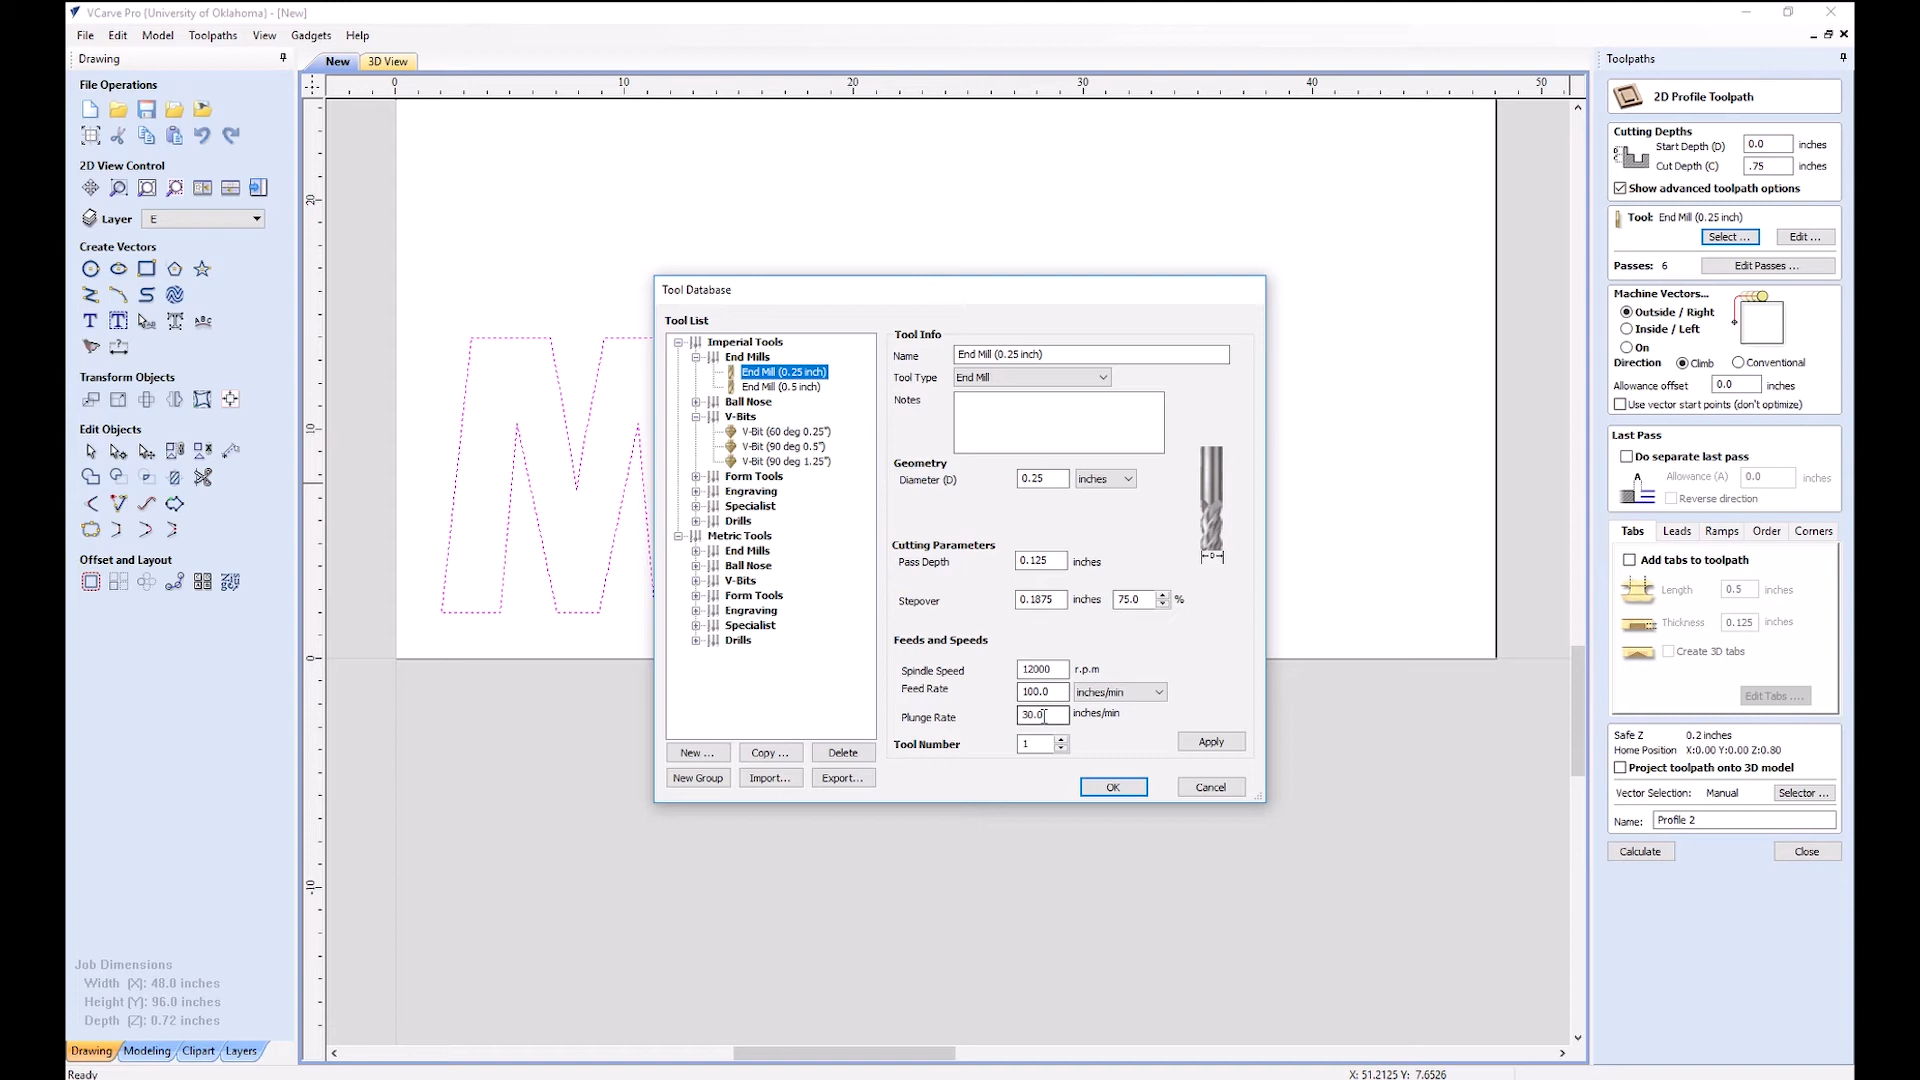 VCarve Pro {University of Oklahoma} - [New]
File Edit Model Toolpaths View Gadgets Help
Drawing
File Operations
2D View Control
Layer E
Create Vectors
Transform Objects
Edit Objects
Offset and Layout
Job Dimensions
Width (X): 48.0 inches
Height (Y): 96.0 inches
Depth (Z): 0.72 inches
Drawing Modeling Clipart Layers
Ready
New 3D View
0 10 20 30 40 50
20
10
0
-10
Tool Database
Tool List
Imperial Tools
End Mills
End Mill (0.25 inch)
End Mill (0.5 inch)
Ball Nose
V-Bits
V-Bit (60 deg 0.25")
V-Bit (90 deg 0.5")
V-Bit (90 deg 1.25")
Form Tools
Engraving
Specialist
Drills
Metric Tools
End Mills
Ball Nose
V-Bits
Form Tools
Engraving
Specialist
Drills
New ... Copy ... Delete
New Group Import... Export...
Tool Info
Name End Mill (0.25 inch)
Tool Type End Mill
Notes
Geometry
Diameter (D) 0.25 inches
D
Cutting Parameters
Pass Depth 0.125 inches
Stepover 0.1875 inches 75.0 %
Feeds and Speeds
Spindle Speed 12000 r.p.m
Feed Rate 100.0 inches/min
Plunge Rate 30.0 inches/min
Tool Number 1 Apply
OK Cancel
Toolpaths
2D Profile Toolpath
Cutting Depths
Start Depth (D) 0.0 inches
Cut Depth (C) .75 inches
Show advanced toolpath options
Tool: End Mill (0.25 inch)
Select ... Edit ...
Passes: 6 Edit Passes ...
Machine Vectors...
Outside / Right
Inside / Left
On
Direction Climb Conventional
Allowance offset 0.0 inches
Use vector start points (don't optimize)
Last Pass
Do separate last pass
A Allowance (A) 0.0 inches
Reverse direction
Tabs Leads Ramps Order Corners
Add tabs to toolpath
Length 0.5 inches
Thickness 0.125 inches
Create 3D tabs
Edit Tabs ....
Safe Z 0.2 inches
Home Position X:0.00 Y:0.00 Z:0.80
Project toolpath onto 3D model
Vector Selection: Manual Selector ...
Name: Profile 2
Calculate Close
X: 51.2125 Y: 7.6526